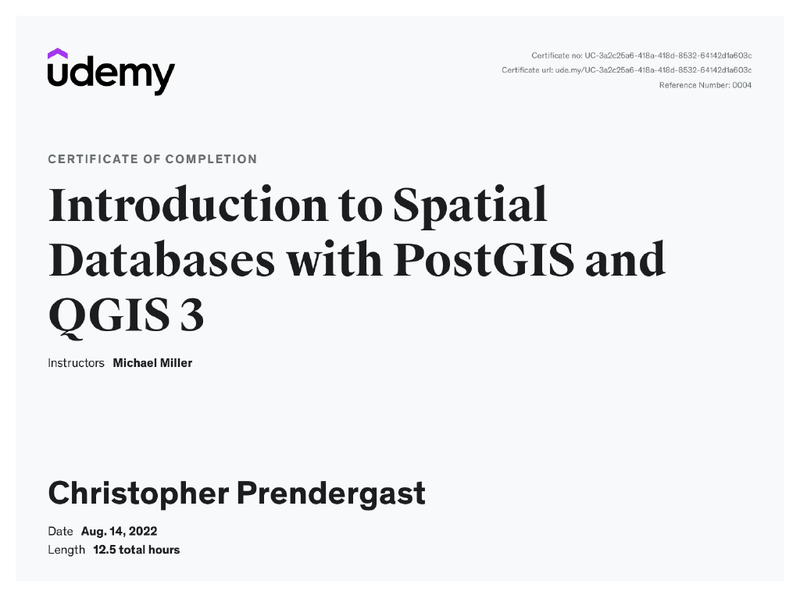 udemy
Certificate no: UC-3a2c25a6-418a-418d-8532-64142d1a603c
Certificate url: ude.my/UC-3a2c25a6-418a-418d-8532-64142d1a603c
Reference Number: 0004
CERTIFICATE OF COMPLETION
Introduction to Spatial
Databases with PostGIS and
QGIS 3
Instructors Michael Miller
Christopher Prendergast
Date Aug. 14, 2022
Length 12.5 total hours